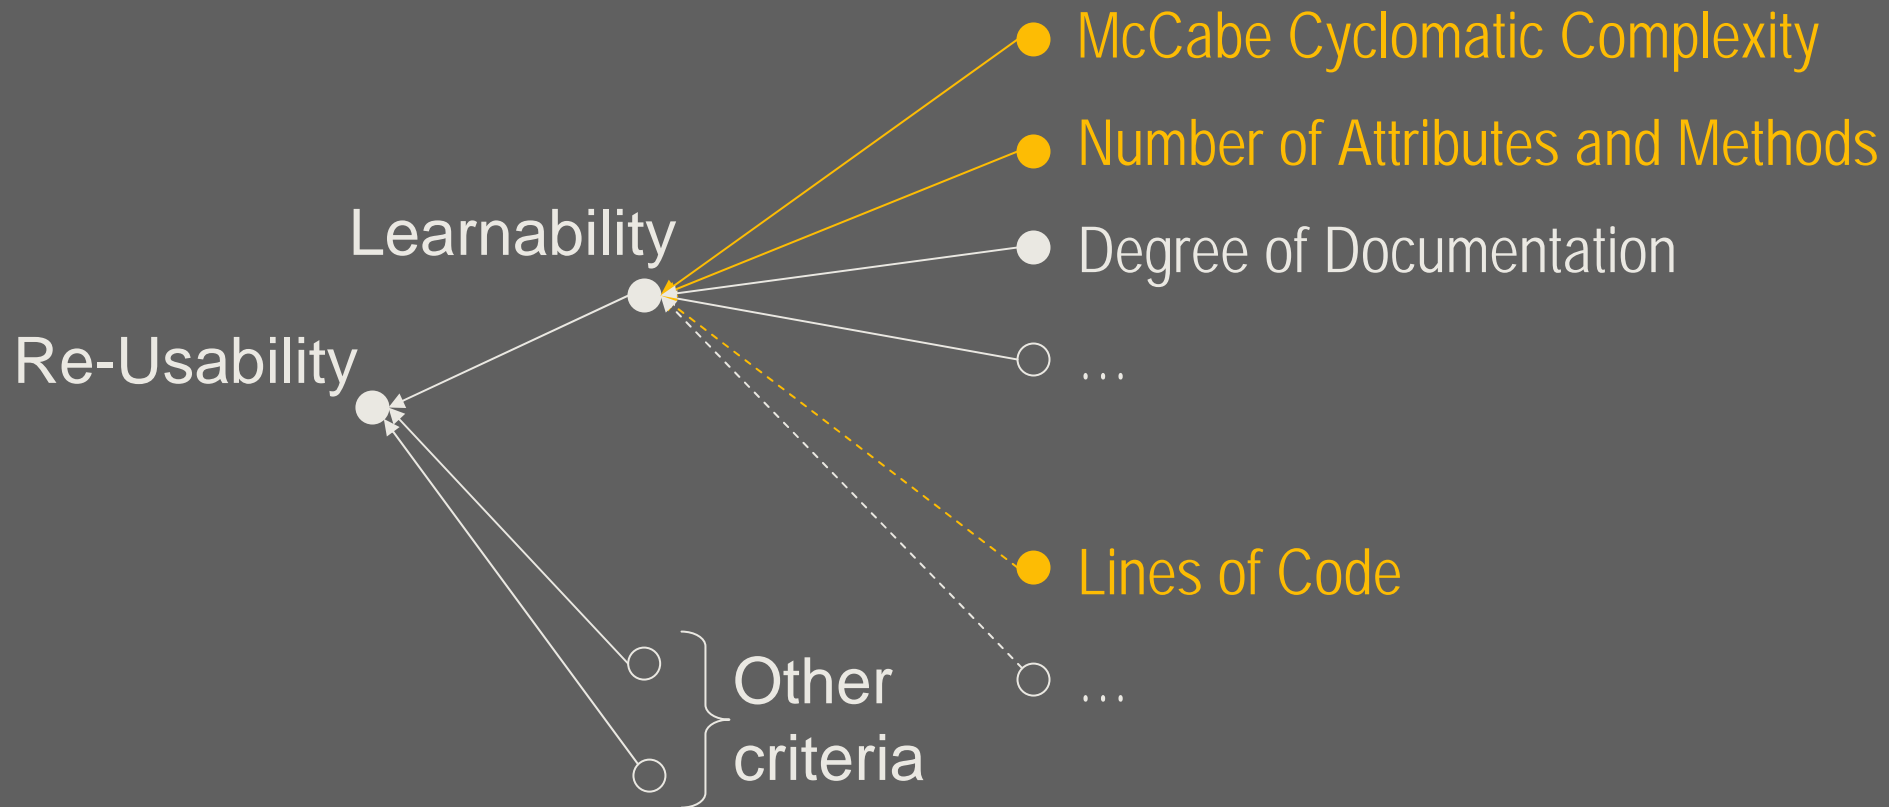 McCabe Cyclomatic Complexity
Number of Attributes and Methods
Learnability
Degree of Documentation
Re-Usability
...
Lines of Code
Other
criteria
...